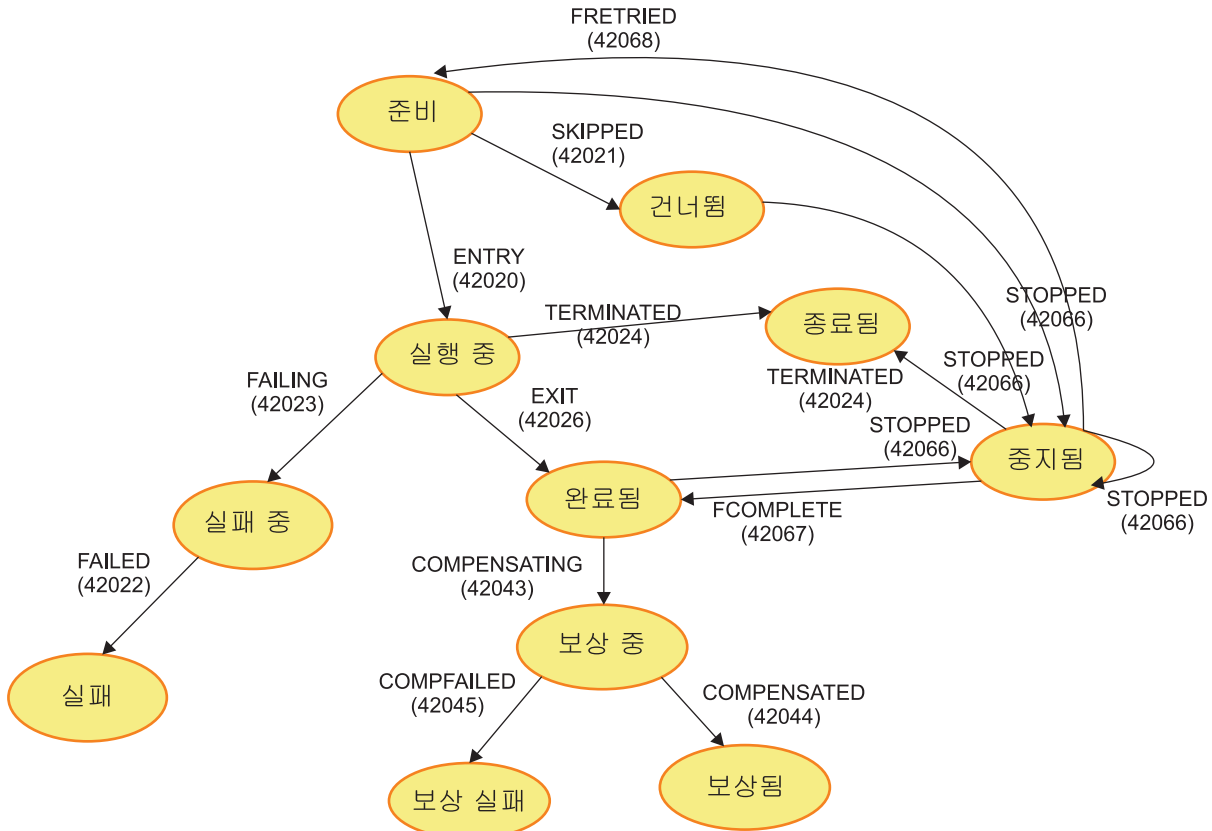 FRETRIED
(42068)
준비
SKIPPED
(42021)
건너뜀
ENTRY
(42020)
STOPPED
(42066)
TERMINATED
(42024)
종료됨
실행 중
STOPPED
(42066)
TERMINATED
(42024)
FAILING
(42023)
EXIT
(42026)
STOPPED
(42066)
중지됨
STOPPED
(42066)
완료됨
FCOMPLETE
(42067)
실패 중
FAILED
(42022)
COMPENSATING
(42043)
보상 중
실패
COMPFAILED
(42045)
COMPENSATED
(42044)
보상 실패
보상됨